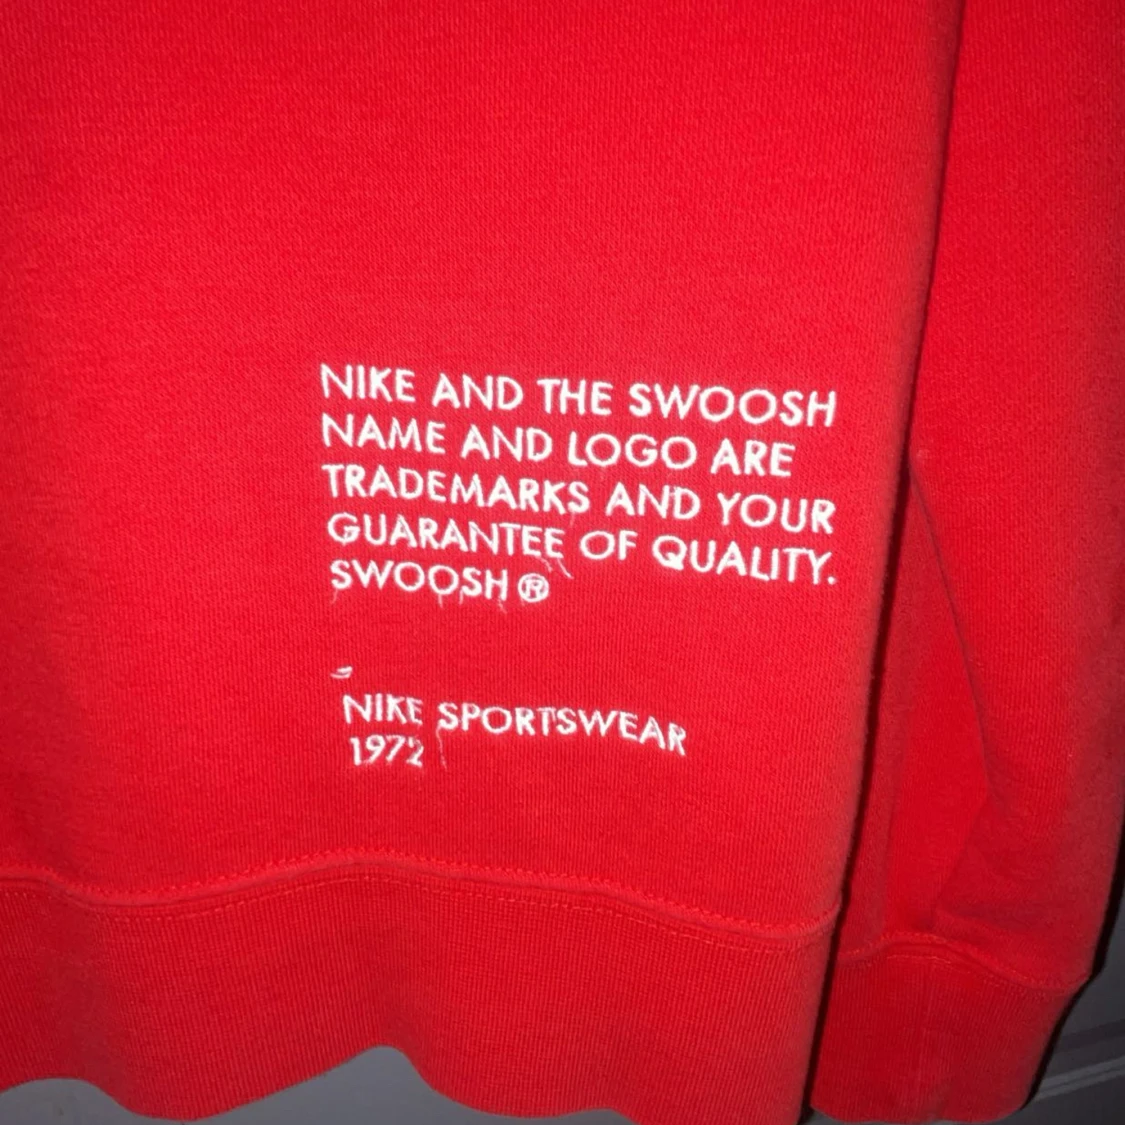 NIKE AND THE SWOOSH
NAME AND LOGO ARE
TRADEMARKS AND YOUR
GUARANTEE OF QUALITY.
SWOOSH ®
NIKE SPORTSWEAR
1972